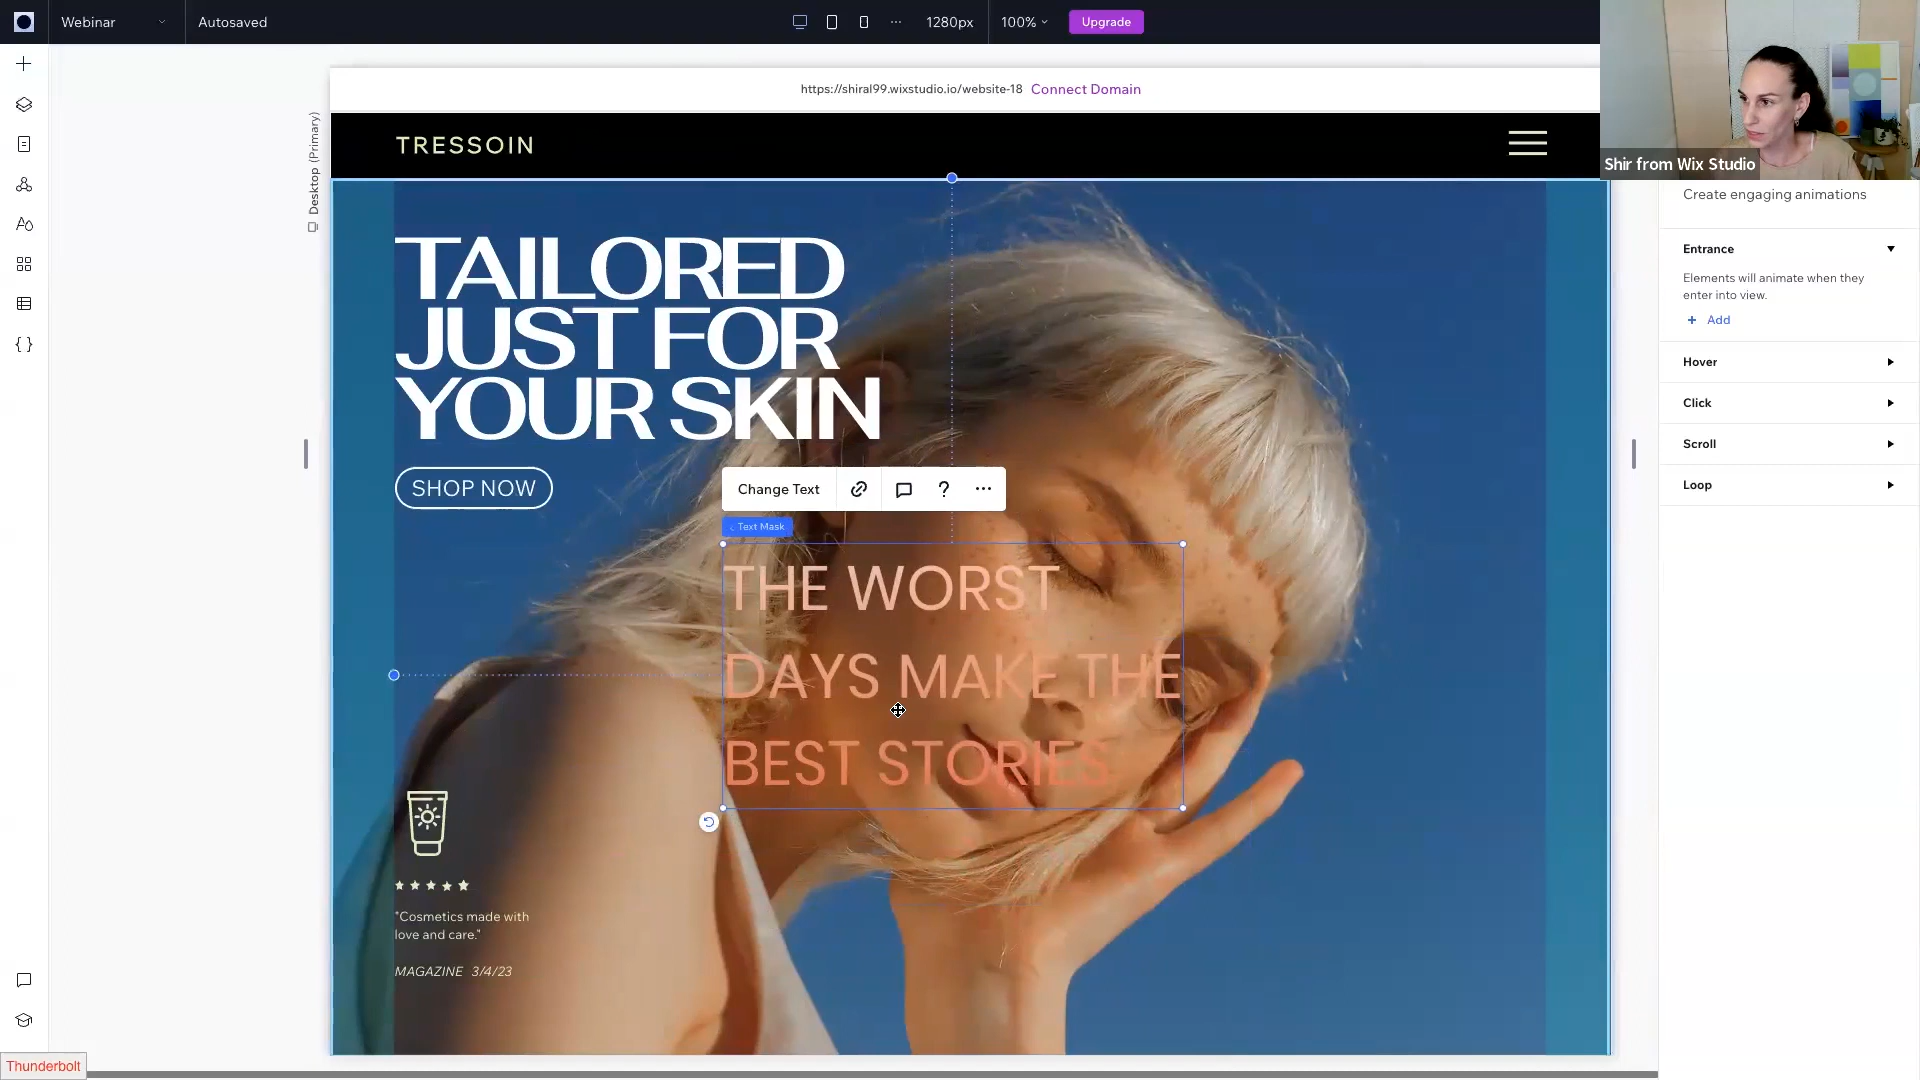 Webinar
Autosaved
1280px
100%
Upgrade
https://shiral99.wixstudio.io/website-18 Connect Domain
Shir from Wix Studio
Desktop (Primary)
TRESSOIN
Create engaging animations
Entrance
Elements will animate when they
enter into view.
+ Add
Hover
Click
Scroll
Loop
TAILORED
JUST FOR
YOUR SKIN
SHOP NOW
Change Text
Text Mask
THE WORST
DAYS MAKE THE
BEST STORIES
"Cosmetics made with
love and care."
MAGAZINE 3/4/23
Thunderbolt